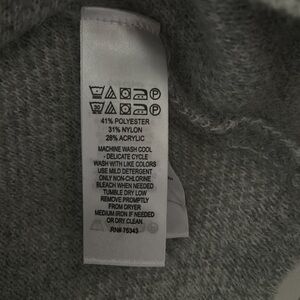 41% POLYESTER
31% NYLON
28% ACRYLIC
MACHINE WASH COOL
- DELICATE CYCLE
WASH WITH LIKE COLORS
USE MILD DETERGENT
ONLY NON-CHLORINE
BLEACH WHEN NEEDED
TUMBLE DRY LOW
REMOVE PROMPTLY
FROM DRYER
MEDIUM IRON IF NEEDED
OR DRY CLEAN
RN# 76343